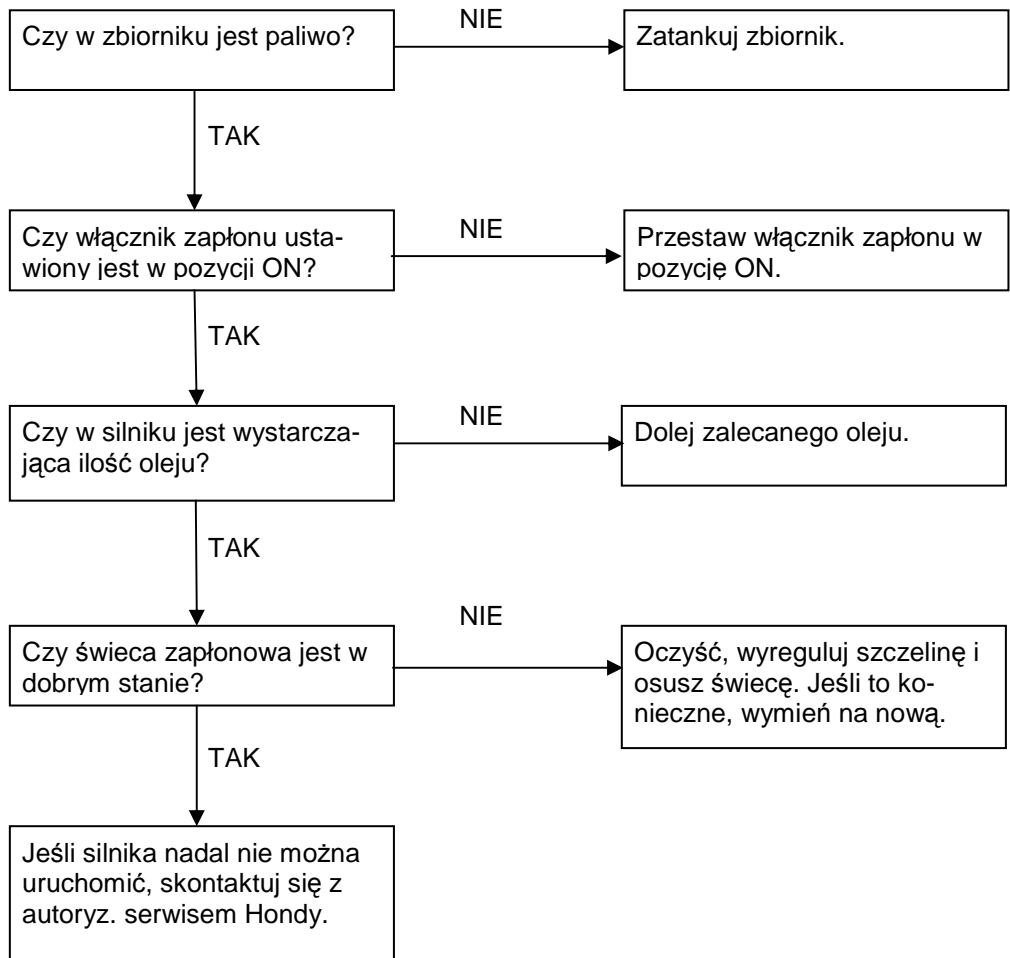 Czy w zbiorniku jest paliwo?
NIE
Zatankuj zbiornik.
TAK
Czy włącznik zapłonu usta-
wiony jest w pozycji ON?
NIE
Przestaw włącznik zapłonu w
pozycję ON.
TAK
Czy w silniku jest wystarcza-
jąca ilość oleju?
NIE
Dolej zalecanego oleju.
TAK
Czy świeca zapłonowa jest w
dobrym stanie?
NIE
Oczyść, wyreguluj szczelinę i
osusz świecę. Jeśli to ko-
nieczne, wymień na nową.
TAK
Jeśli silnika nadal nie można
uruchomić, skontaktuj się z
autoryz. serwisem Hondy.